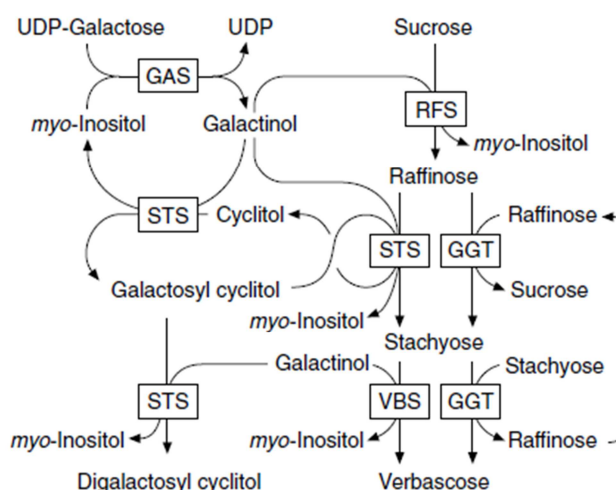 UDP-Galactose UDP Sucrose
GAS
RFS
myo-Inositol Galactinol
myo-Inositol
Raffinose
STS Cyclitol Raffinose
STS GGT
Galactosyl cyclitol Sucrose
myo-Inositol
Stachyose
Galactinol Stachyose
STS VBS GGT
myo-Inositol myo-Inositol Raffinose
Digalactosyl cyclitol Verbascose